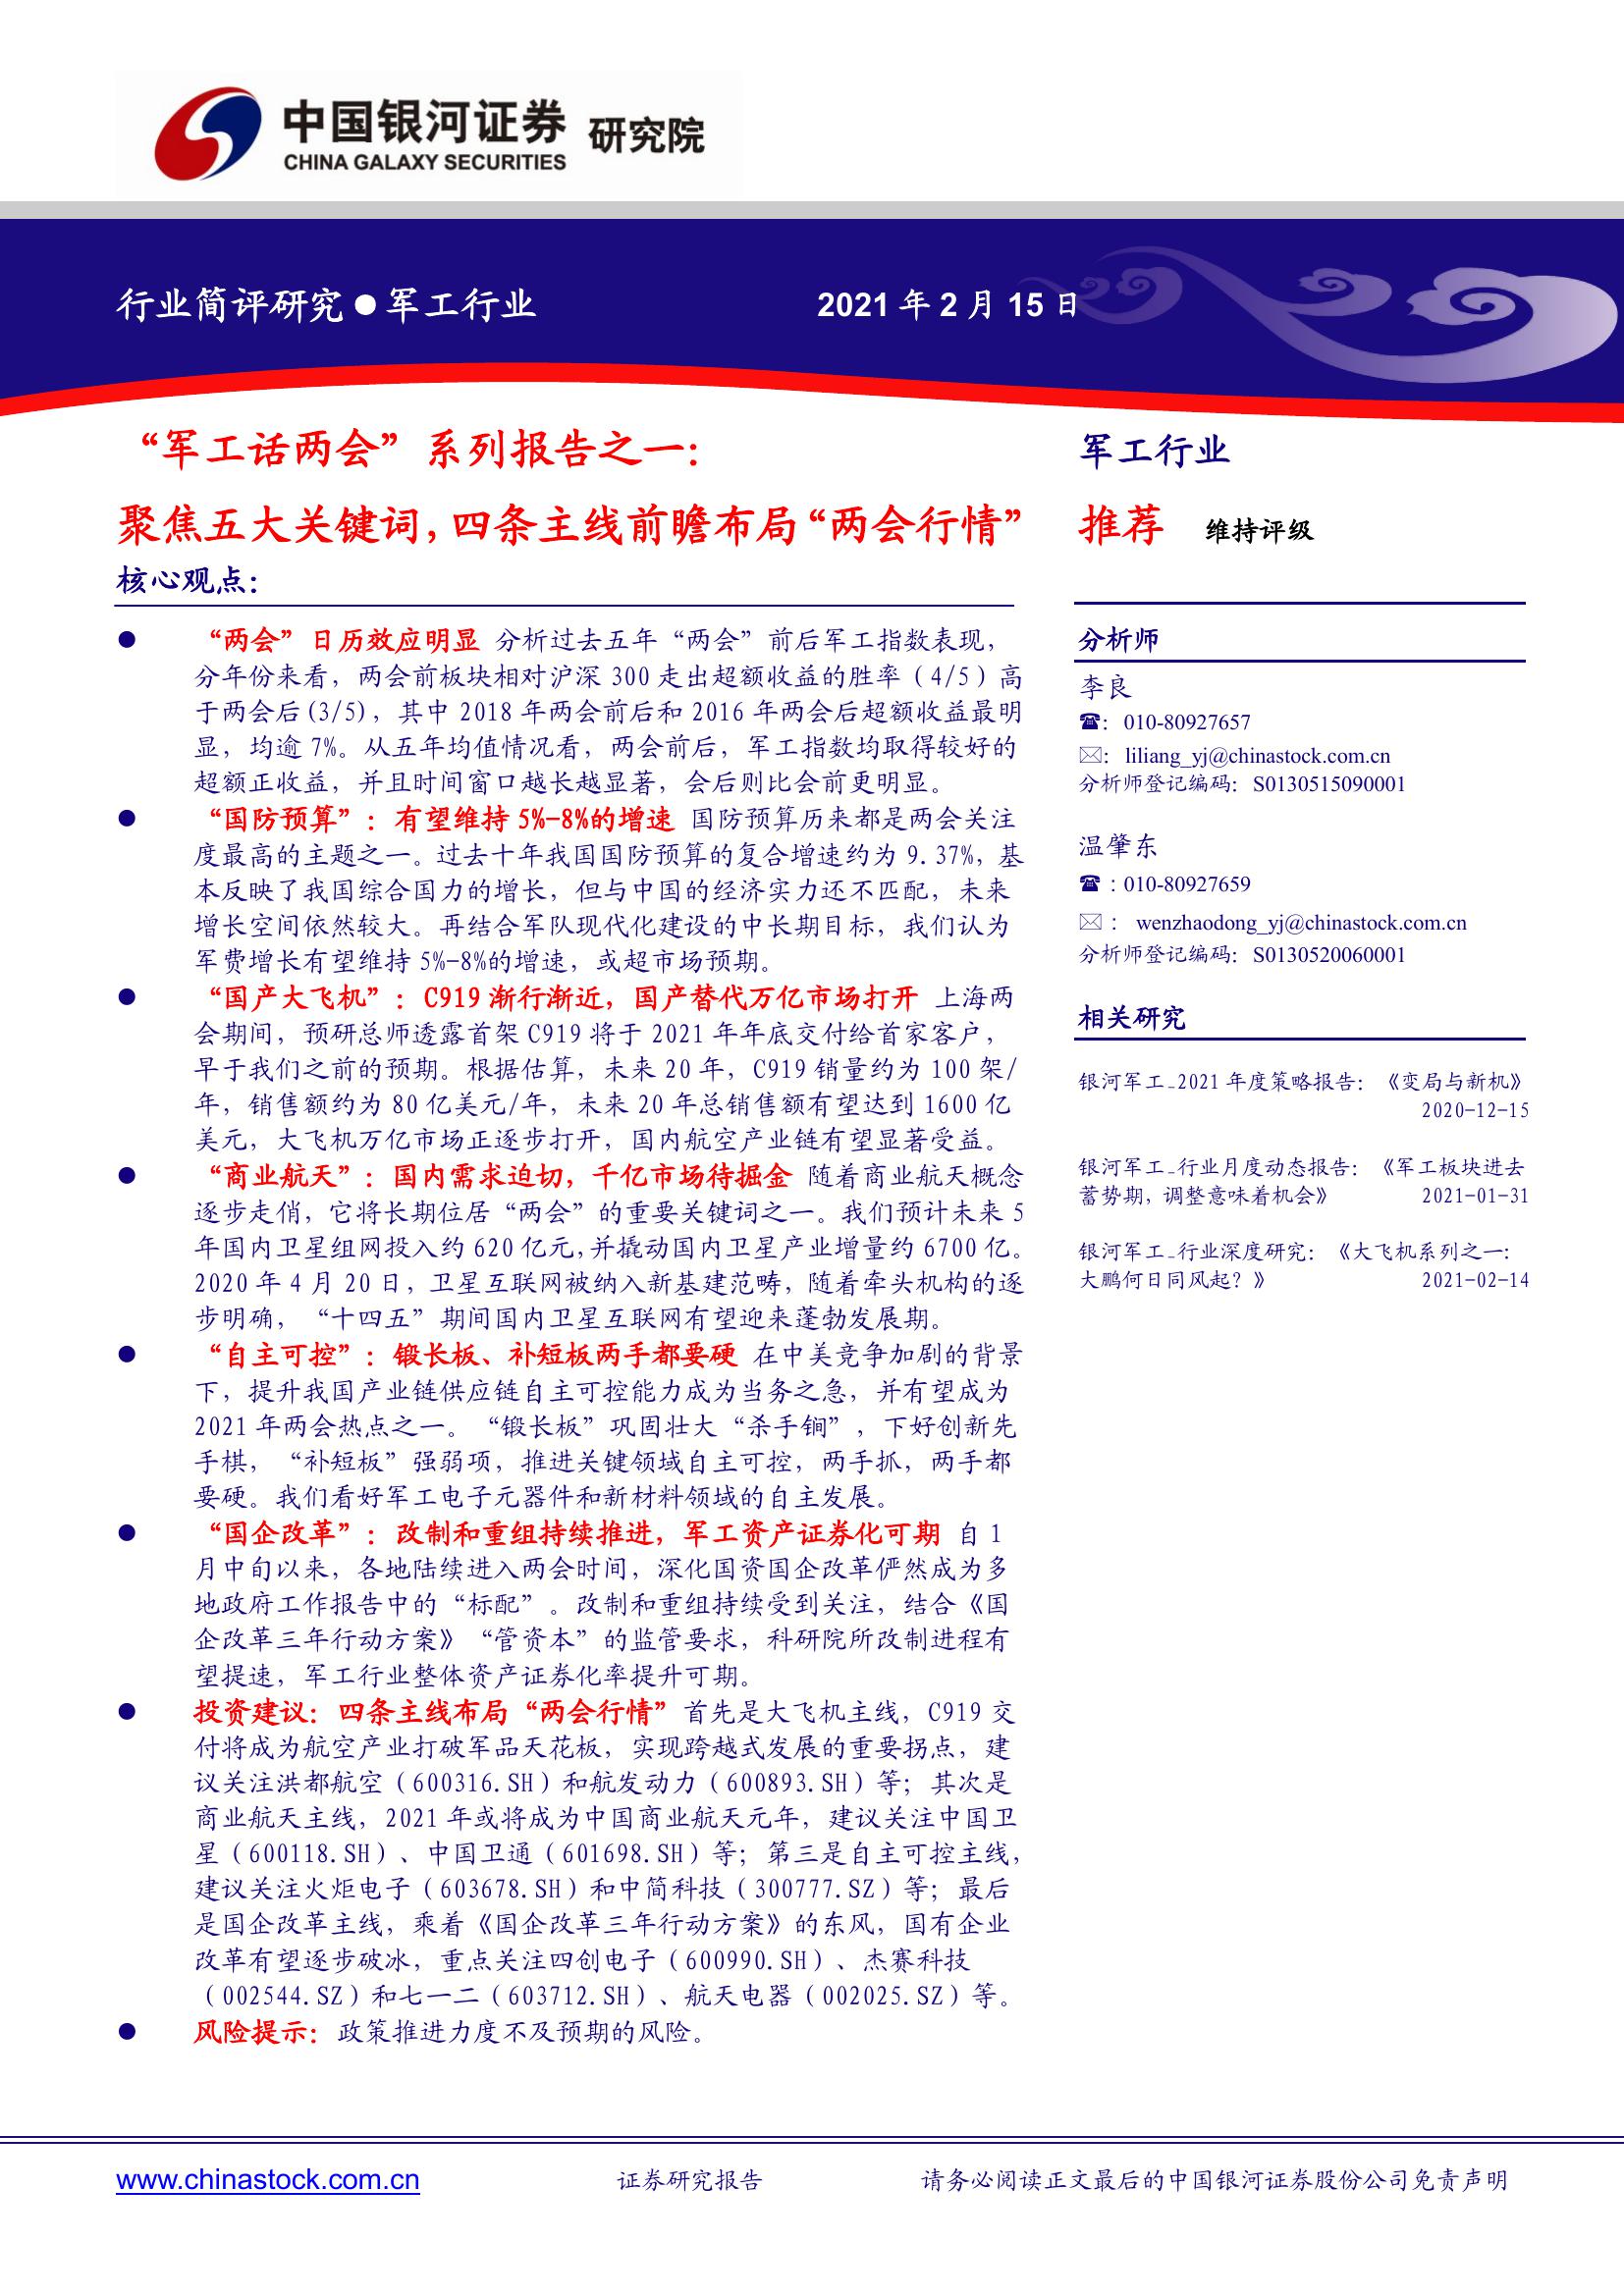 中国银河证券 研究院
CHINA GALAXY SECURITIES
行业简评研究●军工行业
2021 年 2 月 15 日
“军工话两会”系列报告之一：
聚焦五大关键词，四条主线前瞻布局“两会行情”
核心观点：
● “两会”日历效应明显 分析过去五年“两会”前后军工指数表现，
分年份来看，两会前板块相对沪深 300 走出超额收益的胜率（4/5）高
于两会后(3/5)，其中 2018 年两会前后和 2016 年两会后超额收益最明
显，均逾 7%。从五年均值情况看，两会前后，军工指数均取得较好的
超额正收益，并且时间窗口越长越显著，会后则比会前更明显。
● “国防预算”：有望维持 5%-8%的增速 国防预算历来都是两会关注
度最高的主题之一。过去十年我国国防预算的复合增速约为 9.37%，基
本反映了我国综合国力的增长，但与中国的经济实力还不匹配，未来
增长空间依然较大。再结合军队现代化建设的中长期目标，我们认为
军费增长有望维持 5%-8%的增速，或超市场预期。
● “国产大飞机”：C919 渐行渐近，国产替代万亿市场打开 上海两
会期间，预研总师透露首架 C919 将于 2021 年年底交付给首家客户，
早于我们之前的预期。根据估算，未来 20 年，C919 销量约为 100 架/
年，销售额约为 80 亿美元/年，未来 20 年总销售额有望达到 1600 亿
美元，大飞机万亿市场正逐步打开，国内航空产业链有望显著受益。
● “商业航天”：国内需求迫切，千亿市场待掘金 随着商业航天概念
逐步走俏，它将长期位居“两会”的重要关键词之一。我们预计未来 5
年国内卫星组网投入约 620 亿元，并撬动国内卫星产业增量约 6700 亿。
2020 年 4 月 20 日，卫星互联网被纳入新基建范畴，随着牵头机构的逐
步明确，“十四五”期间国内卫星互联网有望迎来蓬勃发展期。
● “自主可控”：锻长板、补短板两手都要硬 在中美竞争加剧的背景
下，提升我国产业链供应链自主可控能力成为当务之急，并有望成为
2021 年两会热点之一。“锻长板”巩固壮大“杀手锏”，下好创新先
手棋，“补短板”强弱项，推进关键领域自主可控，两手抓，两手都
要硬。我们看好军工电子元器件和新材料领域的自主发展。
● “国企改革”：改制和重组持续推进，军工资产证券化可期 自 1
月中旬以来，各地陆续进入两会时间，深化国资国企改革俨然成为多
地政府工作报告中的“标配”。改制和重组持续受到关注，结合《国
企改革三年行动方案》“管资本”的监管要求，科研院所改制进程有
望提速，军工行业整体资产证券化率提升可期。
● 投资建议：四条主线布局“两会行情”首先是大飞机主线，C919 交
付将成为航空产业打破军品天花板，实现跨越式发展的重要拐点，建
议关注洪都航空（600316.SH）和航发动力（600893.SH）等；其次是
商业航天主线，2021 年或将成为中国商业航天元年，建议关注中国卫
星（600118.SH）、中国卫通（601698.SH）等；第三是自主可控主线，
建议关注火炬电子（603678.SH）和中简科技（300777.SZ）等；最后
是国企改革主线，乘着《国企改革三年行动方案》的东风，国有企业
改革有望逐步破冰，重点关注四创电子（600990.SH）、杰赛科技
（002544.SZ）和七一二（603712.SH）、航天电器（002025.SZ）等。
● 风险提示：政策推进力度不及预期的风险。
军工行业
推荐 维持评级
分析师
李良
☎：010-80927657
✉：liliang_yj@chinastock.com.cn
分析师登记编码：S0130515090001
温肇东
☎：010-80927659
✉：wenzhaodong_yj@chinastock.com.cn
分析师登记编码：S0130520060001
相关研究
银河军工_2021 年度策略报告：《变局与新机》
2020-12-15
银河军工_行业月度动态报告：《军工板块进去
蓄势期，调整意味着机会》 2021-01-31
银河军工_行业深度研究：《大飞机系列之一：
大鹏何日同风起？》 2021-02-14
www.chinastock.com.cn 证券研究报告 请务必阅读正文最后的中国银河证券股份公司免责声明